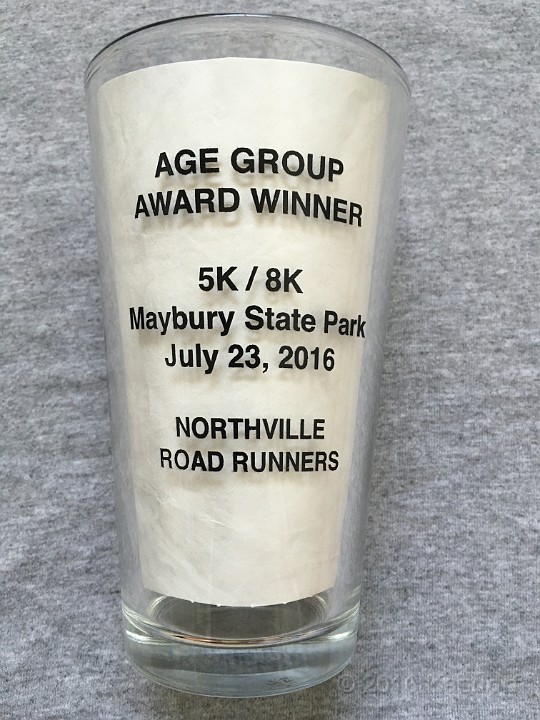 AGE GROUP
AWARD WINNER
5K / 8K
Maybury State Park
July 23, 2016
NORTHVILLE
ROAD RUNNERS